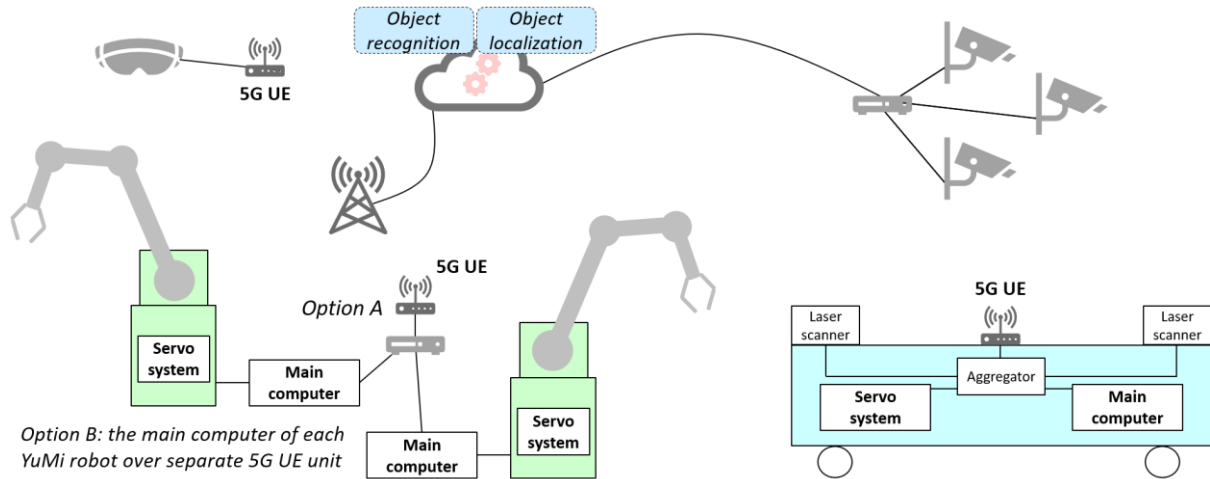 Object
recognition
Object
localization
5G UE
5G UE
Option A
Servo
system
Main
computer
Main
computer
Servo
system
Option B: the main computer of each
YuMi robot over separate 5G UE unit
5G UE
Laser
scanner
Laser
scanner
Aggregator
Servo
system
Main
computer